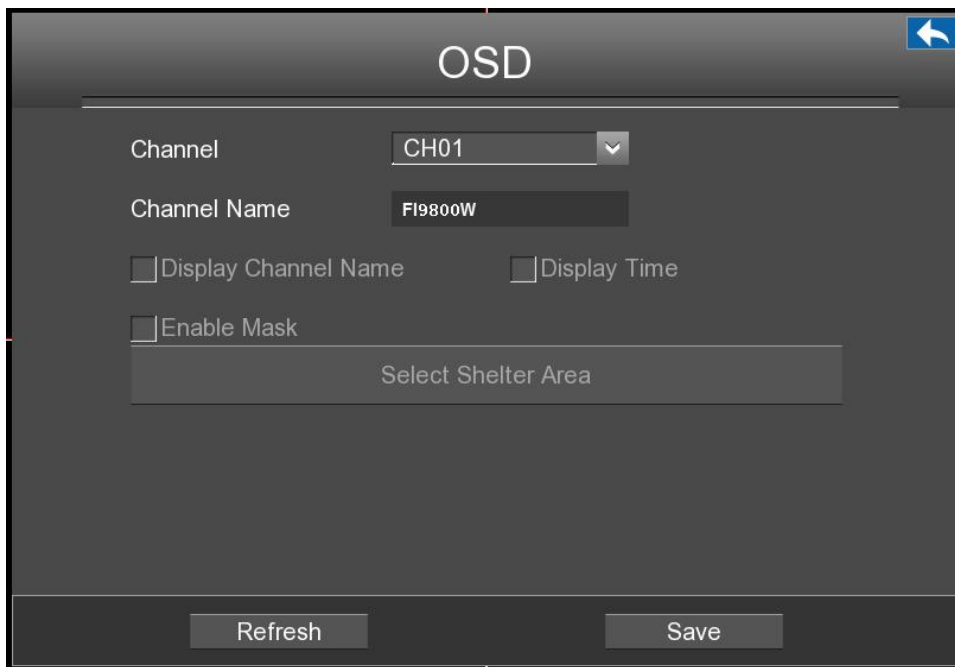 OSD
Channel CH01
Channel Name FI9800W
Display Channel Name Display Time
Enable Mask
Select Shelter Area
Refresh Save